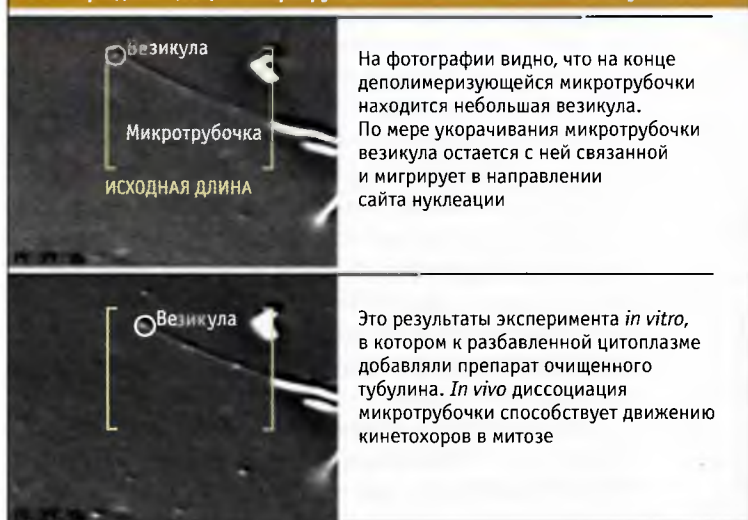 Везикула
Микротрубочка
ИСХОДНАЯ ДЛИНА
На фотографии видно, что на конце
деполимеризующейся микротрубочки
находится небольшая везикула.
По мере укорачивания микротрубочки
везикула остается с ней связанной
и мигрирует в направлении
сайта нуклеации
Везикула
Это результаты эксперимента in vitro,
в котором к разбавленной цитоплазме
добавляли препарат очищенного
тубулина. In vivo диссоциация
микротрубочки способствует движению
кинетохоров в митозе